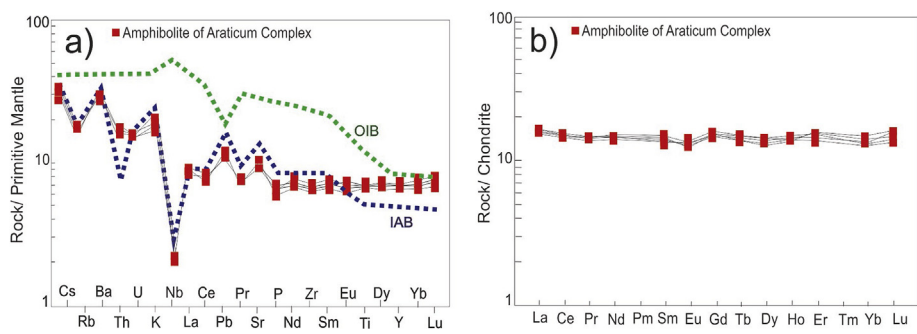 a)
Amphibolite of Araticum Complex
100
10
1
Rock/ Primitive Mantle
OIB
IAB
Cs Ba U Nb Ce Pr P Zr Eu Dy Yb
Rb Th K La Pb Sr Nd Sm Ti Y Lu
b)
Amphibolite of Araticum Complex
100
10
1
Rock/ Chondrite
La Ce Pr Nd Pm Sm Eu Gd Tb Dy Ho Er Tm Yb Lu